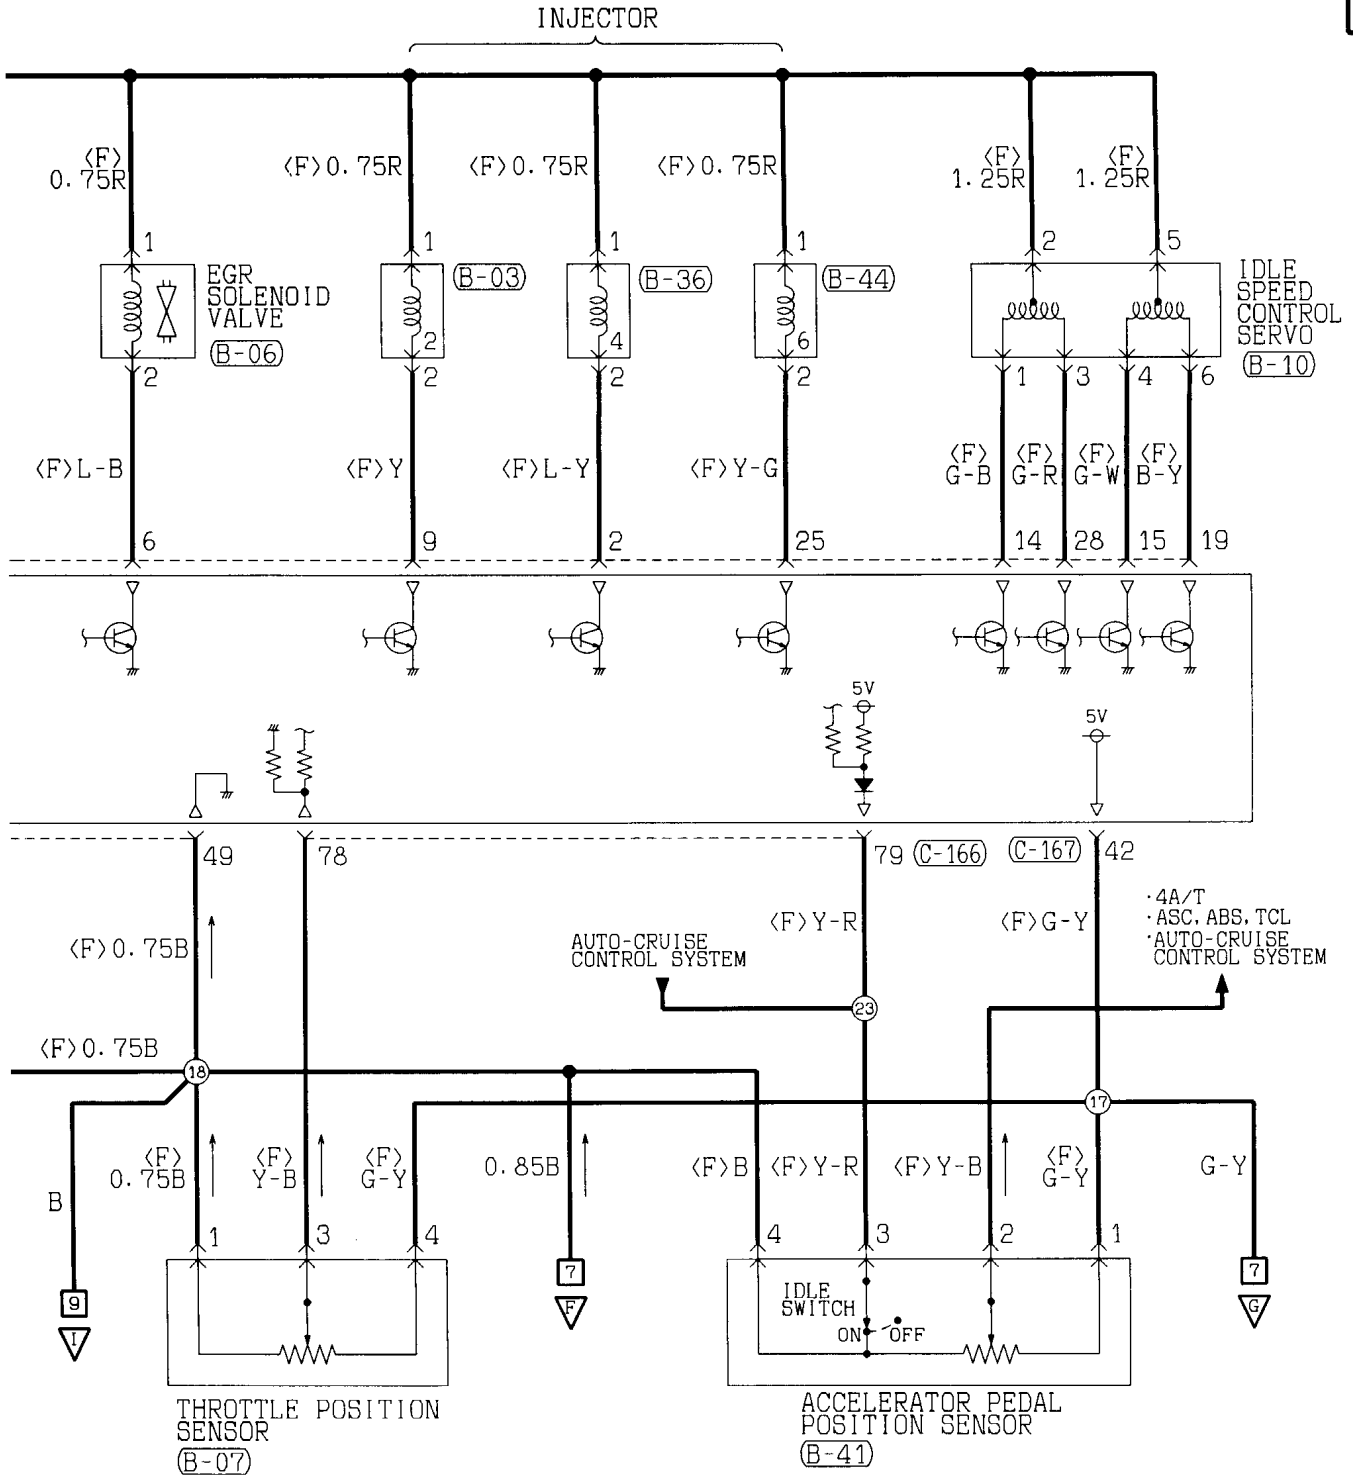 INJECTOR
<F>
0.75R
<F>0.75R
<F>0.75R
<F>0.75R
<F>
1.25R
<F>
1.25R
1
1
1
1
2
5
EGR
SOLENOID
VALVE
(B-06)
(B-03)
(B-36)
(B-44)
IDLE
SPEED
CONTROL
SERVO
(B-10)
2
4
6
2
2
2
2
1
3
4
6
<F>L-B
<F>Y
<F>L-Y
<F>Y-G
<F>
G-B
<F>
G-R
<F>
G-W
<F>
B-Y
6
9
2
25
14
28
15
19
5V
5V
49
78
79
(C-166)
(C-167)
42
<F>0.75B
AUTO-CRUISE
CONTROL SYSTEM
<F>Y-R
<F>G-Y
·4A/T
·ASC, ABS, TCL
·AUTO-CRUISE
CONTROL SYSTEM
23
<F>0.75B
18
17
B
<F>
0.75B
<F>
Y-B
<F>
G-Y
0.85B
<F>B
<F>Y-R
<F>Y-B
<F>
G-Y
G-Y
1
3
4
4
3
2
1
9
I
7
F
7
G
IDLE
SWITCH
ON
OFF
THROTTLE POSITION
SENSOR
(B-07)
ACCELERATOR PEDAL
POSITION SENSOR
(B-41)